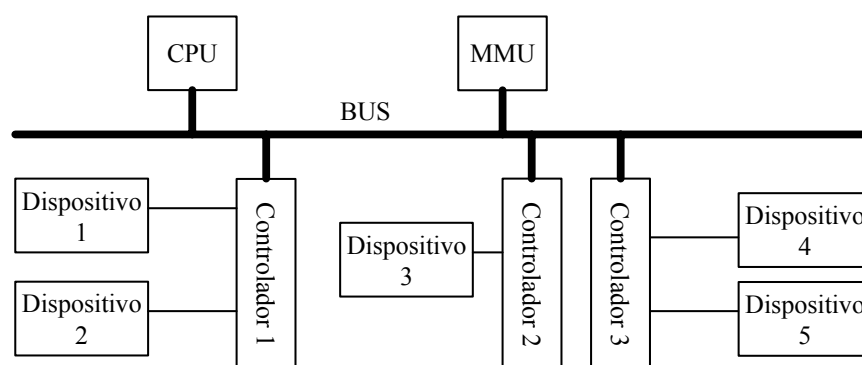 CPU
MMU
BUS
Dispositivo
1
Dispositivo
2
Controlador 1
Dispositivo
3
Controlador 2
Controlador 3
Dispositivo
4
Dispositivo
5